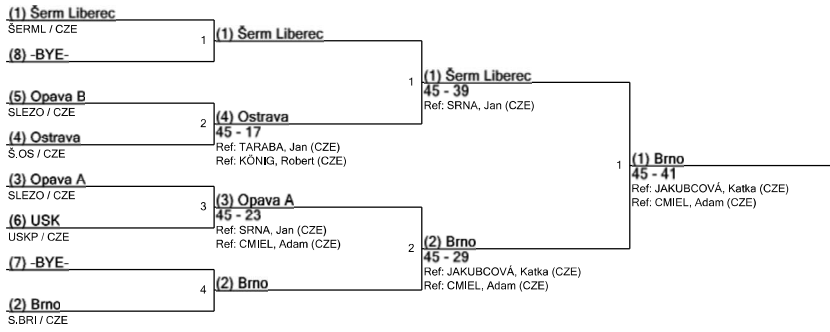 (1) Šerm Liberec
ŠERML / CZE
1
(8) -BYE-
(1) Šerm Liberec
(5) Opava B
SLEZO / CZE
2
(4) Ostrava
Š.OS / CZE
(4) Ostrava
45 - 17
Ref: TARABA, Jan (CZE)
Ref: KÖNIG, Robert (CZE)
(3) Opava A
SLEZO / CZE
3
(6) USK
USKP / CZE
(3) Opava A
45 - 23
Ref: SRNA, Jan (CZE)
Ref: CMIEL, Adam (CZE)
(7) -BYE-
4
(2) Brno
S.BRI / CZE
(2) Brno
1
(1) Šerm Liberec
45 - 39
Ref: SRNA, Jan (CZE)
2
(2) Brno
45 - 29
Ref: JAKUBCOVÁ, Katka (CZE)
Ref: CMIEL, Adam (CZE)
1
(1) Brno
45 - 41
Ref: JAKUBCOVÁ, Katka (CZE)
Ref: CMIEL, Adam (CZE)